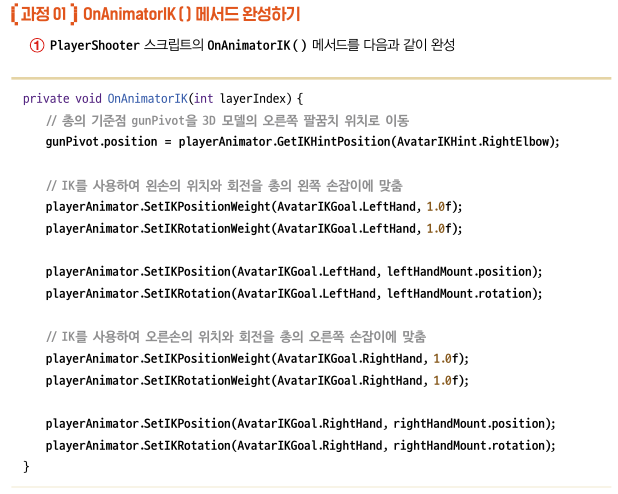 과정 01 OnAnimatorIK() 메서드 완성하기
① PlayerShooter 스크립트의 OnAnimatorIK() 메서드를 다음과 같이 완성
private void OnAnimatorIK(int layerIndex) {
// 총의 기준점 gunPivot을 3D 모델의 오른쪽 팔꿈치 위치로 이동
gunPivot.position = playerAnimator.GetIKHintPosition(AvatarIKHint.RightElbow);
// IK를 사용하여 왼손의 위치와 회전을 총의 왼쪽 손잡이에 맞춤
playerAnimator.SetIKPositionWeight(AvatarIKGoal.LeftHand, 1.0f);
playerAnimator.SetIKRotationWeight(AvatarIKGoal.LeftHand, 1.0f);
playerAnimator.SetIKPosition(AvatarIKGoal.LeftHand, leftHandMount.position);
playerAnimator.SetIKRotation(AvatarIKGoal.LeftHand, leftHandMount.rotation);
// IK를 사용하여 오른손의 위치와 회전을 총의 오른쪽 손잡이에 맞춤
playerAnimator.SetIKPositionWeight(AvatarIKGoal.RightHand, 1.0f);
playerAnimator.SetIKRotationWeight(AvatarIKGoal.RightHand, 1.0f);
playerAnimator.SetIKPosition(AvatarIKGoal.RightHand, rightHandMount.position);
playerAnimator.SetIKRotation(AvatarIKGoal.RightHand, rightHandMount.rotation);
}